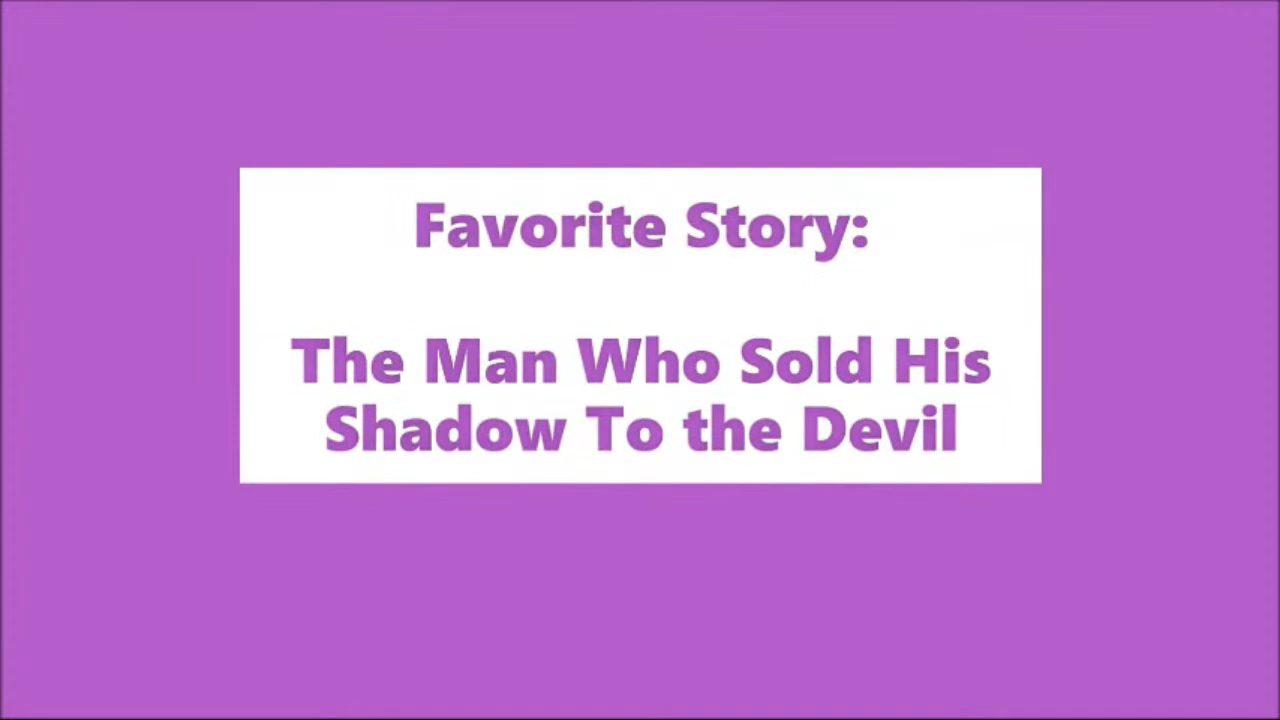 Favorite Story:
The Man Who Sold His
Shadow To the Devil